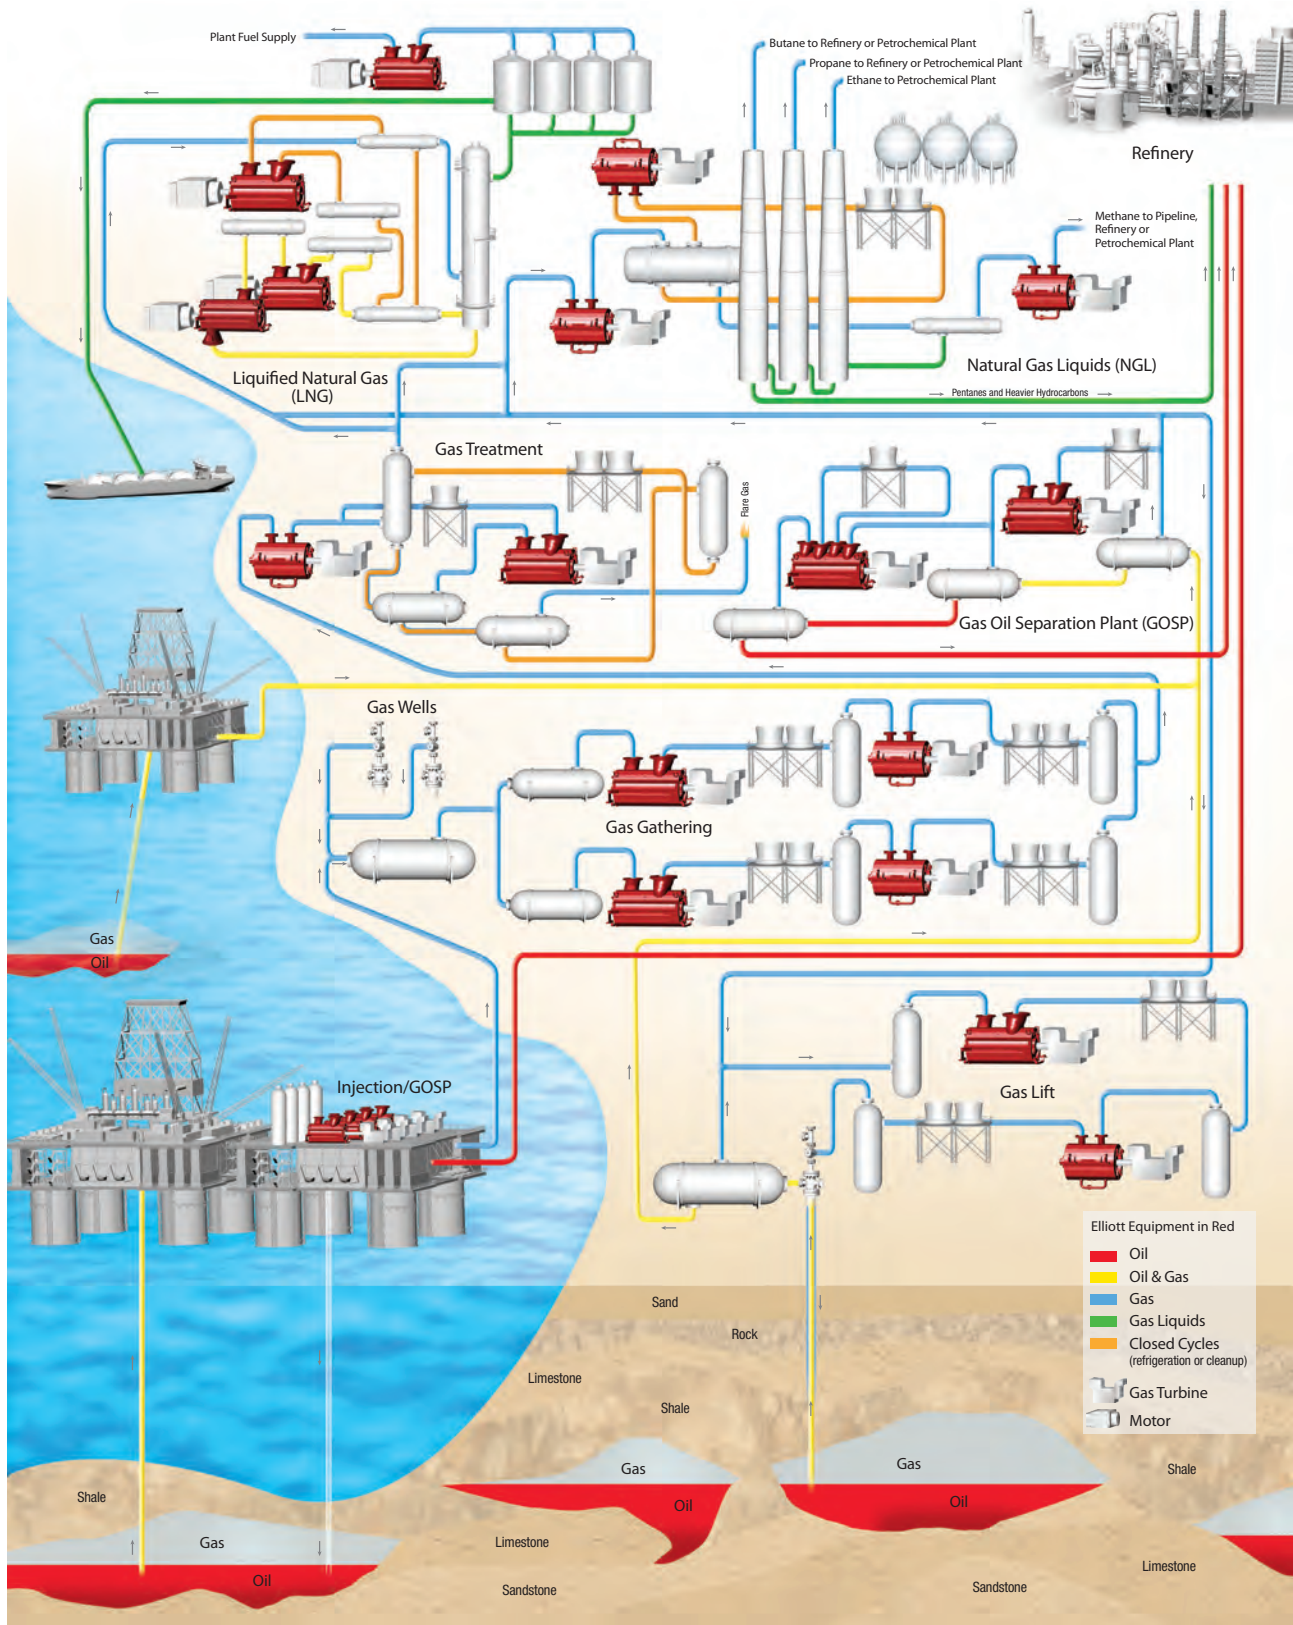 Plant Fuel Supply
Butane to Refinery or Petrochemical Plant
Propane to Refinery or Petrochemical Plant
Ethane to Petrochemical Plant
Refinery
Methane to Pipeline,
Refinery or
Petrochemical Plant
Liquified Natural Gas
(LNG)
Natural Gas Liquids (NGL)
Pentanes and Heavier Hydrocarbons
Gas Treatment
Flare Gas
Gas Oil Separation Plant (GOSP)
Gas Wells
Gas Gathering
Gas
Oil
Injection/GOSP
Gas Lift
Elliott Equipment in Red
Oil
Oil & Gas
Gas
Gas Liquids
Closed Cycles
(refrigeration or cleanup)
Gas Turbine
Motor
Sand
Rock
Limestone
Shale
Gas
Gas
Shale
Shale
Oil
Oil
Gas
Limestone
Limestone
Oil
Sandstone
Sandstone